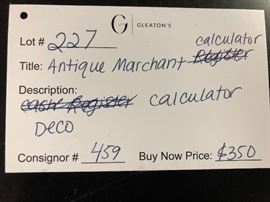 G | GLEATON'S
Lot # 227
calculator
Title: Antique Marchant Register
Description:
cash Register calculator
Deco
Consignor # 459 Buy Now Price: $350